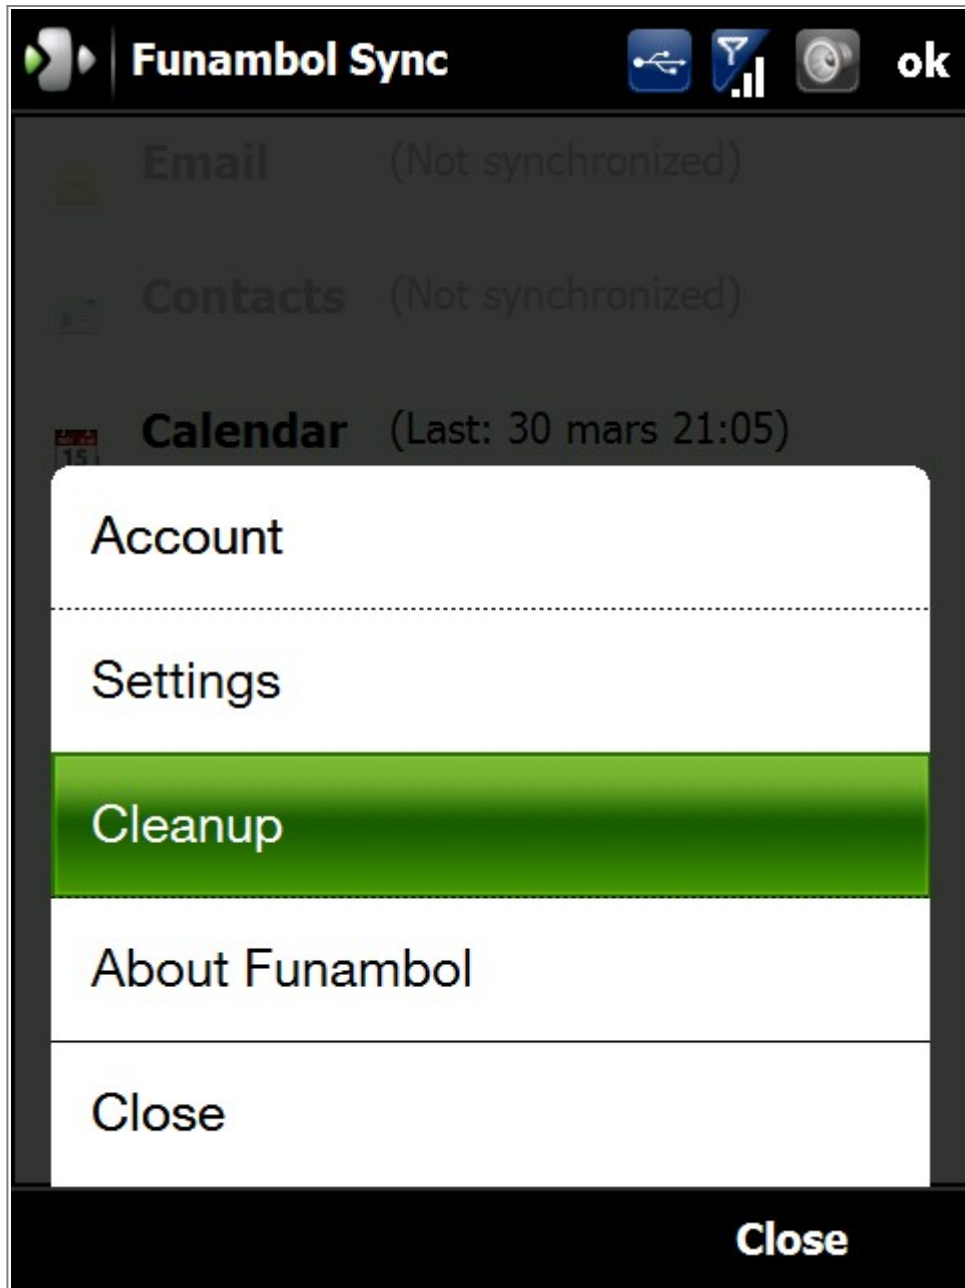 Funambol Sync ok
Email (Not synchronized)
Contacts (Not synchronized)
Calendar (Last: 30 mars 21:05)
15
Account
Settings
Cleanup
About Funambol
Close
Close